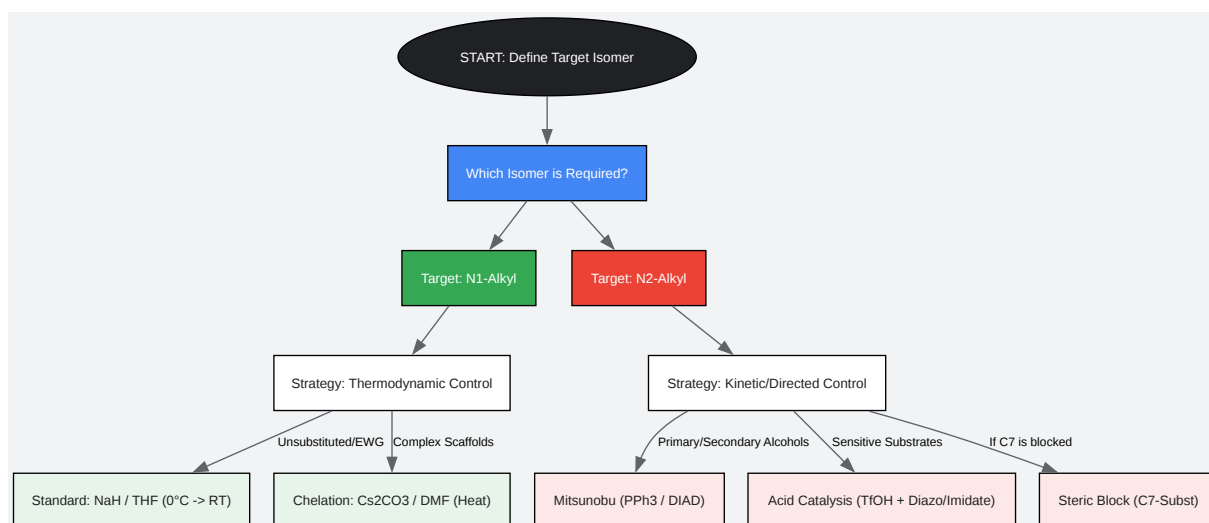 START: Define Target Isomer
Which Isomer is Required?
Target: N1-Alkyl
Target: N2-Alkyl
Strategy: Thermodynamic Control
Strategy: Kinetic/Directed Control
Unsubstituted/EWG
Complex Scaffolds
Primary/Secondary Alcohols
Sensitive Substrates
If C7 is blocked
Standard: NaH / THF (0°C -> RT)
Chelation: Cs2CO3 / DMF (Heat)
Mitsunobu (PPh3 / DIAD)
Acid Catalysis (TfOH + Diazo/Imidate)
Steric Block (C7-Subst)